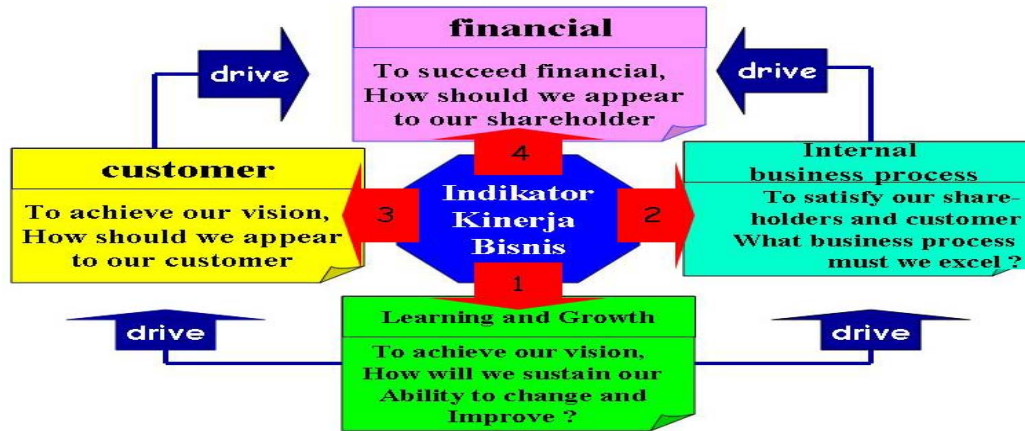 financial
To succeed financial,
How should we appear
to our shareholder
drive
drive
4
customer
To achieve our vision,
How should we appear
to our customer
3
Indikator
Kinerja
Bisnis
2
Internal
business process
To satisfy our share-
holders and customer
What business process
must we excel ?
1
drive
Learning and Growth
To achieve our vision,
How will we sustain our
Ability to change and
Improve ?
drive